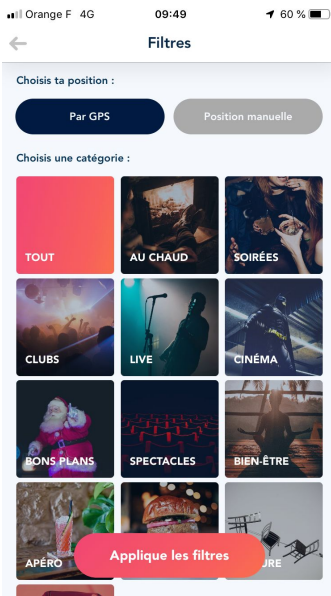 Orange F 4G 09:49 60 %
Filtres
Choisis ta position :
Par GPS Position manuelle
Choisis une catégorie :
TOUT AU CHAUD SOIRÉES
CLUBS LIVE CINÉMA
BONS PLANS SPECTACLES BIEN-ÊTRE
APÉRO URE
Applique les filtres